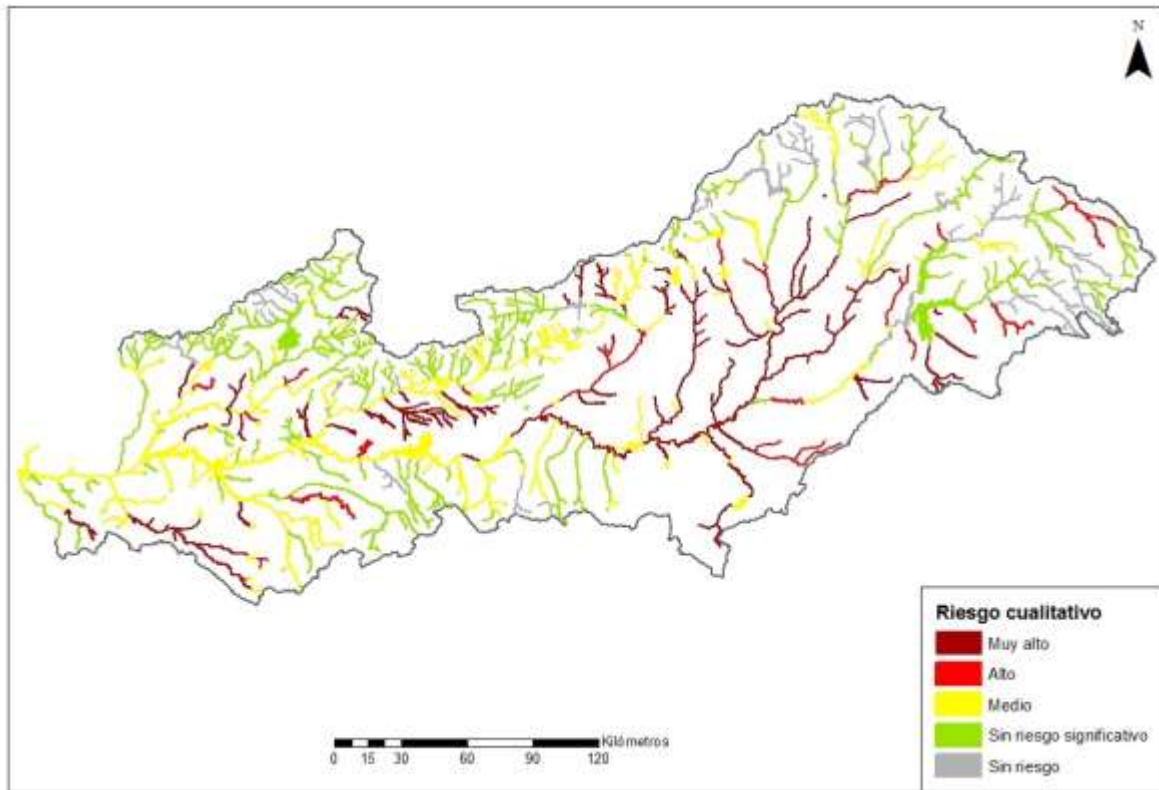 N
Riesgo cualitativo
Muy alto
Alto
Medio
Sin riesgo significativo
Sin riesgo
Kilómetros
0 15 30 60 90 120